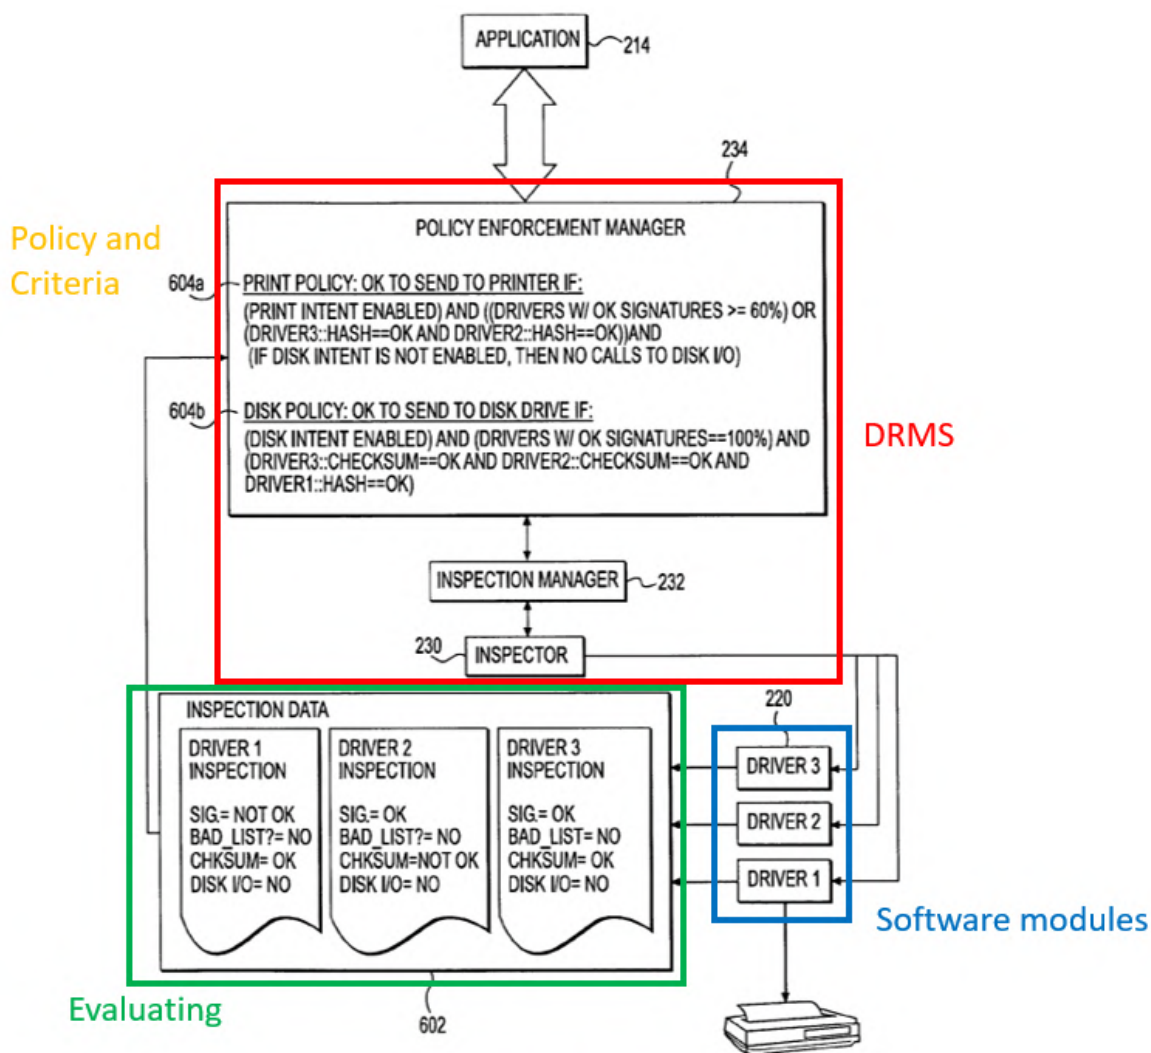 APPLICATION
214
234
POLICY ENFORCEMENT MANAGER
Policy and
Criteria
604a
PRINT POLICY: OK TO SEND TO PRINTER IF:
(PRINT INTENT ENABLED) AND ((DRIVERS W/ OK SIGNATURES >= 60%) OR
(DRIVER3::HASH==OK AND DRIVER2::HASH==OK))AND
(IF DISK INTENT IS NOT ENABLED, THEN NO CALLS TO DISK I/O)
604b
DISK POLICY: OK TO SEND TO DISK DRIVE IF:
(DISK INTENT ENABLED) AND (DRIVERS W/ OK SIGNATURES==100%) AND
(DRIVER3::CHECKSUM==OK AND DRIVER2::CHECKSUM==OK AND
DRIVER1::HASH==OK)
DRMS
INSPECTION MANAGER
232
230
INSPECTOR
INSPECTION DATA
DRIVER 1
INSPECTION
SIG.= NOT OK
BAD_LIST?= NO
CHKSUM= OK
DISK I/O= NO
DRIVER 2
INSPECTION
SIG.= OK
BAD_LIST?= NO
CHKSUM=NOT OK
DISK I/O= NO
DRIVER 3
INSPECTION
SIG.= OK
BAD_LIST= NO
CHKSUM= OK
DISK I/O= NO
220
DRIVER 3
DRIVER 2
DRIVER 1
Software modules
Evaluating
602